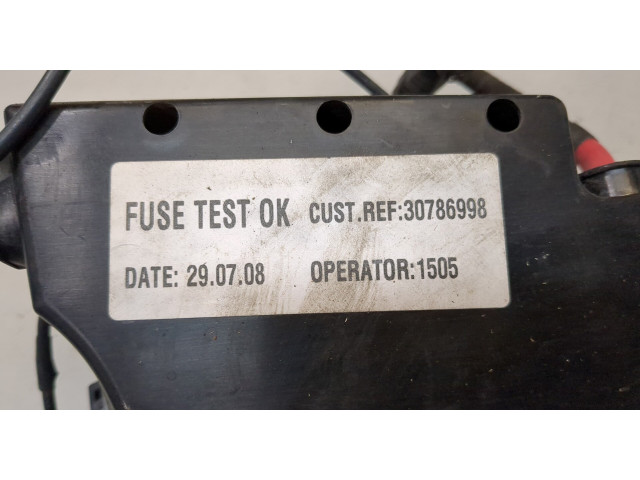 FUSE TEST OK CUST.REF:30786998
DATE: 29.07.08 OPERATOR:1505